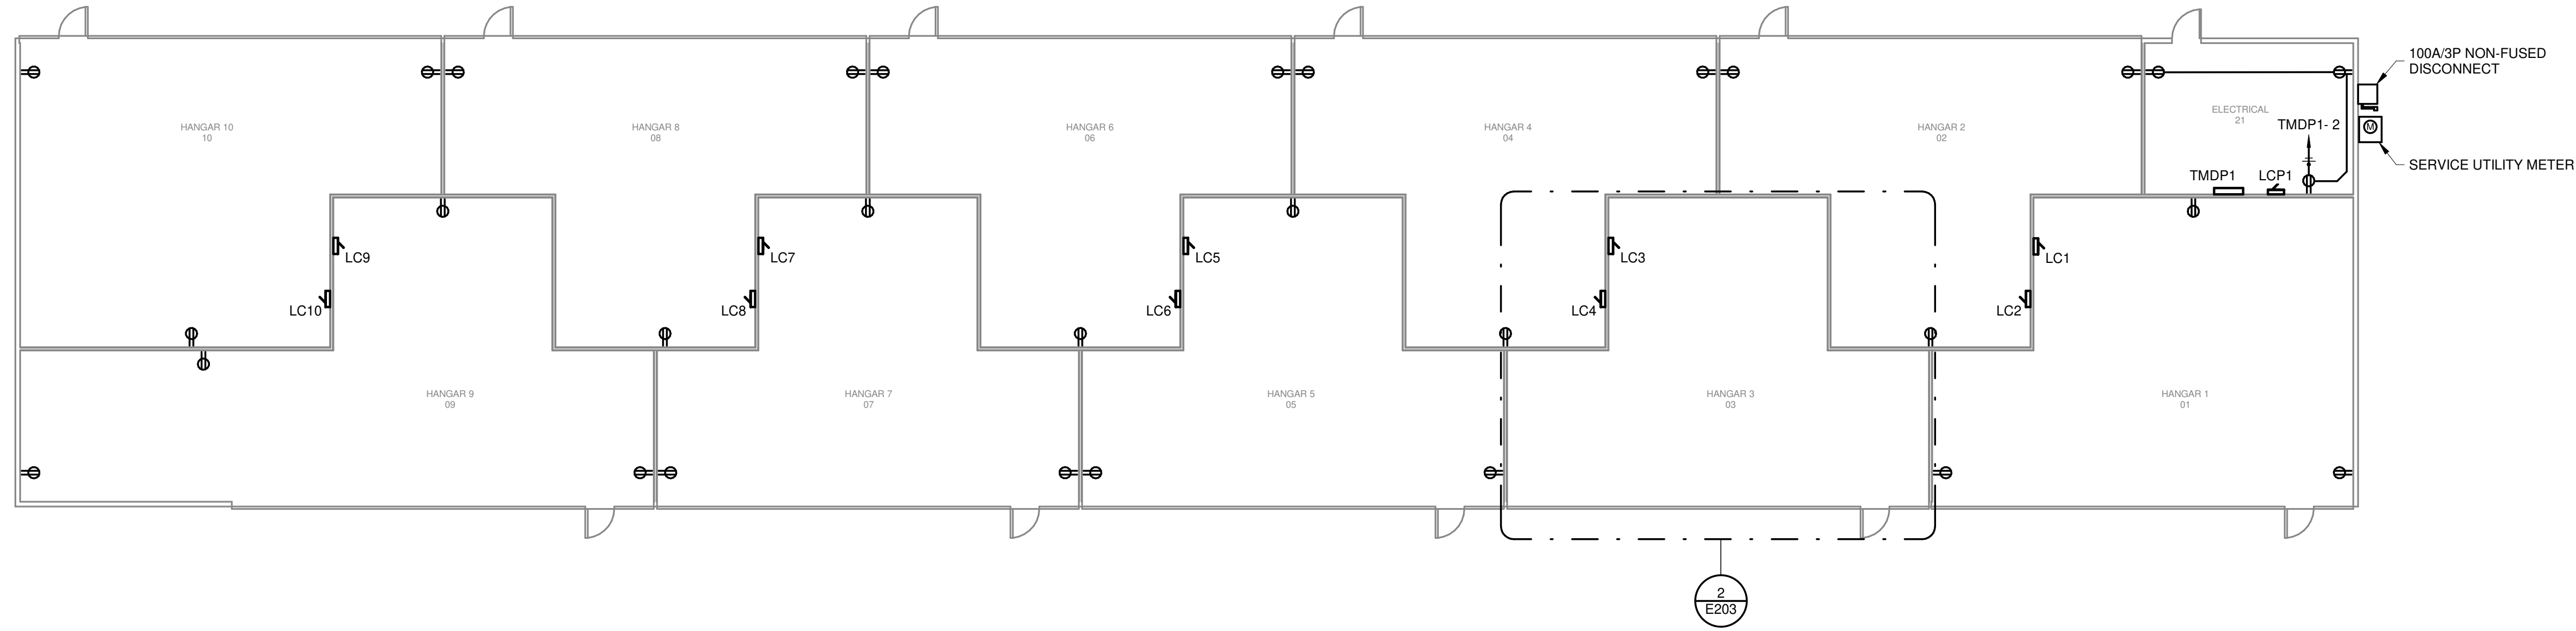 100A/3P NON-FUSED
DISCONNECT
ELECTRICAL
21
TMDP1- 2
M
SERVICE UTILITY METER
TMDP1
LCP1
HANGAR 10
10
HANGAR 8
08
HANGAR 6
06
HANGAR 4
04
HANGAR 2
02
LC9
LC7
LC5
LC3
LC1
LC10
LC8
LC6
LC4
LC2
HANGAR 9
09
HANGAR 7
07
HANGAR 5
05
HANGAR 3
03
HANGAR 1
01
2
E203